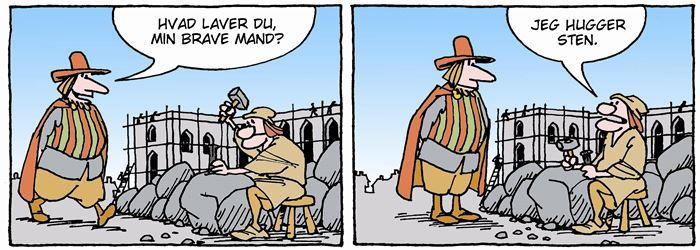 HVAD LAVER DU,
MIN BRAVE MAND?
JEG HUGGER
STEN.